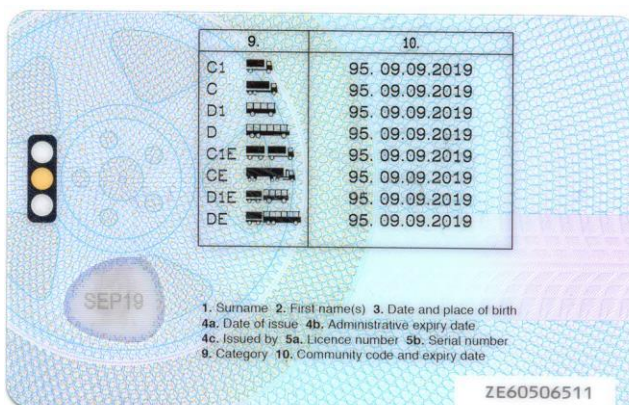 9. 10.
C1 95. 09.09.2019
C 95. 09.09.2019
D1 95. 09.09.2019
D 95. 09.09.2019
C1E 95. 09.09.2019
CE 95. 09.09.2019
D1E 95. 09.09.2019
DE 95. 09.09.2019
SEP19
1. Surname 2. First name(s) 3. Date and place of birth
4a. Date of issue 4b. Administrative expiry date
4c. Issued by 5a. Licence number 5b. Serial number
9. Category 10. Community code and expiry date
ZE60506511